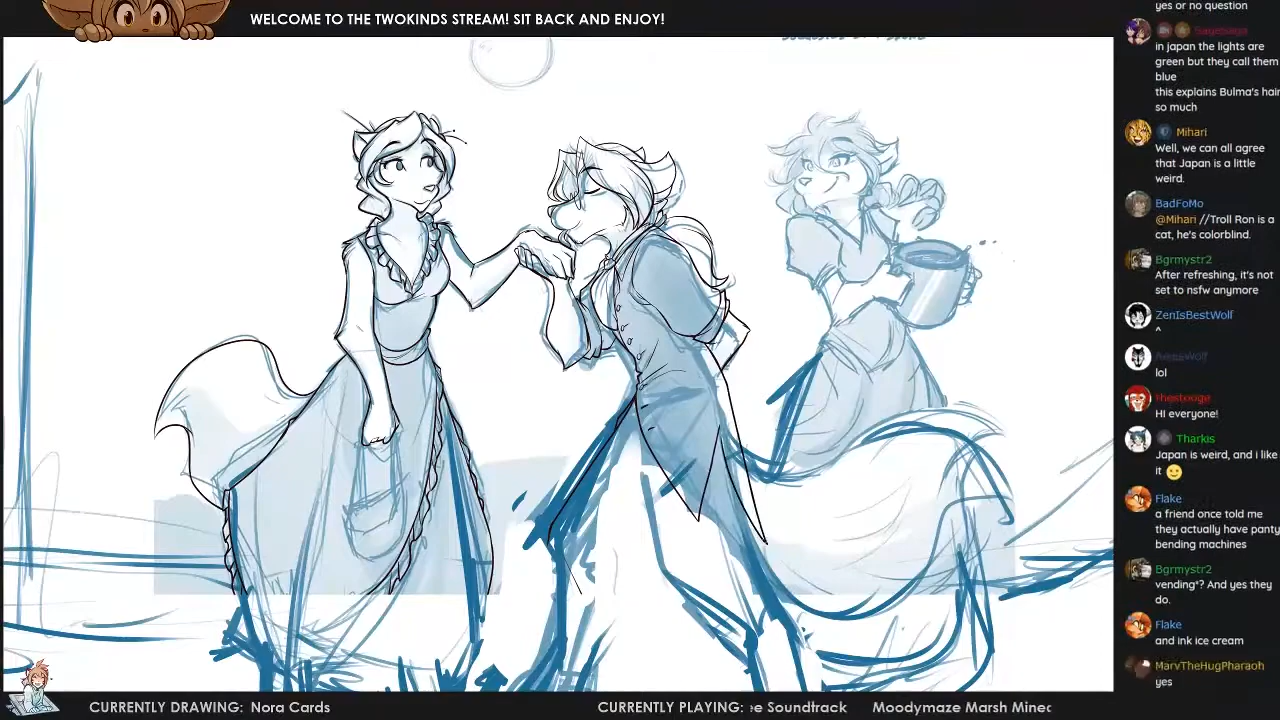 WELCOME TO THE TWOKINDS STREAM! SIT BACK AND ENJOY!
yes or no question
in japan the lights are
green but they call them
blue
this explains Bulma's hair
so much
Mihari
Well, we can all agree
that Japan is a little
weird.
BadFoMo
@Mihari //Troll Ron is a
cat, he's colorblind.
Bgrmystr2
After refreshing, it's not
set to nsfw anymore
ZenIsBestWolf
^
lol
HI everyone!
Tharkis
Japan is weird, and i like
it
Flake
a friend once told me
they actually have panty
bending machines
Bgrmystr2
vending*? And yes they
do.
Flake
and ink ice cream
MarvTheHugPharaoh
yes
CURRENTLY DRAWING: Nora Cards
CURRENTLY PLAYING: e Soundtrack Moodymaze Marsh Minec